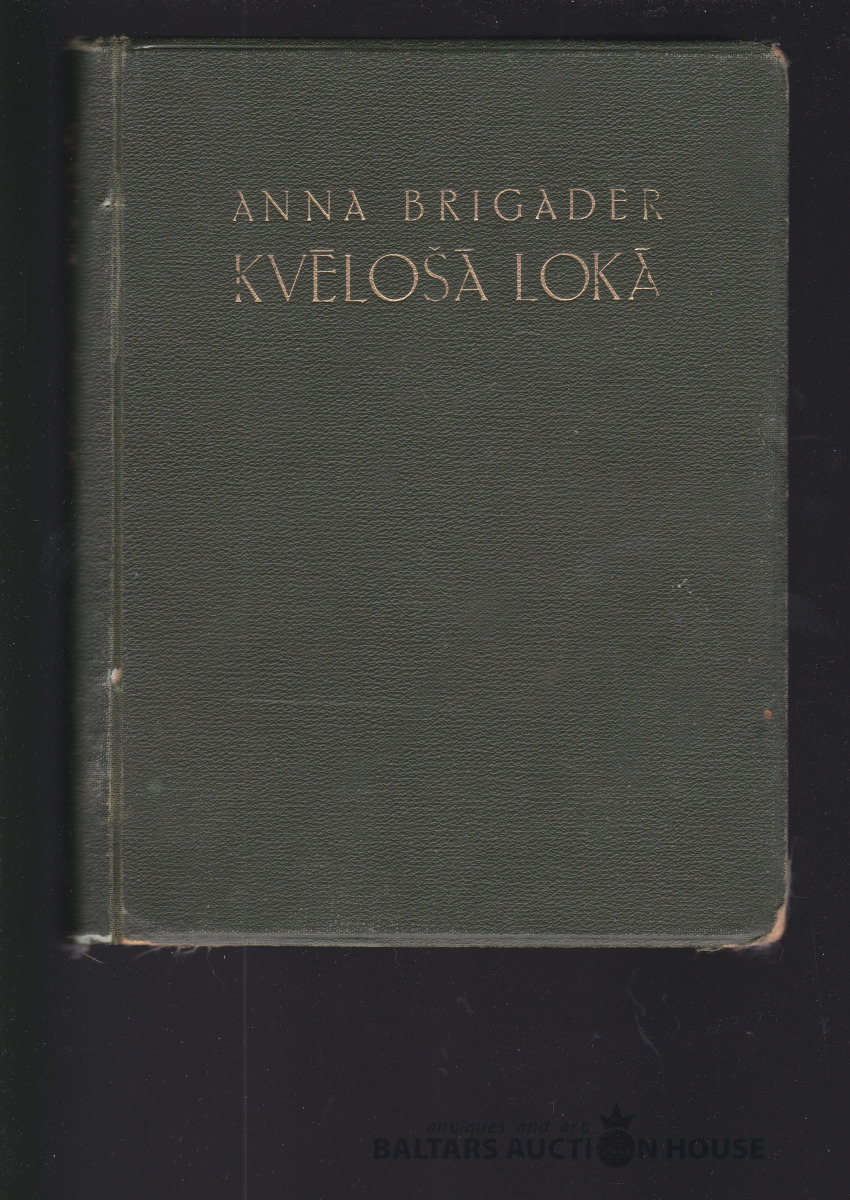 ANNA BRIGADER
KVĒLOŠĀ LOKĀ
antiques and art
BALTARS AUCTION HOUSE